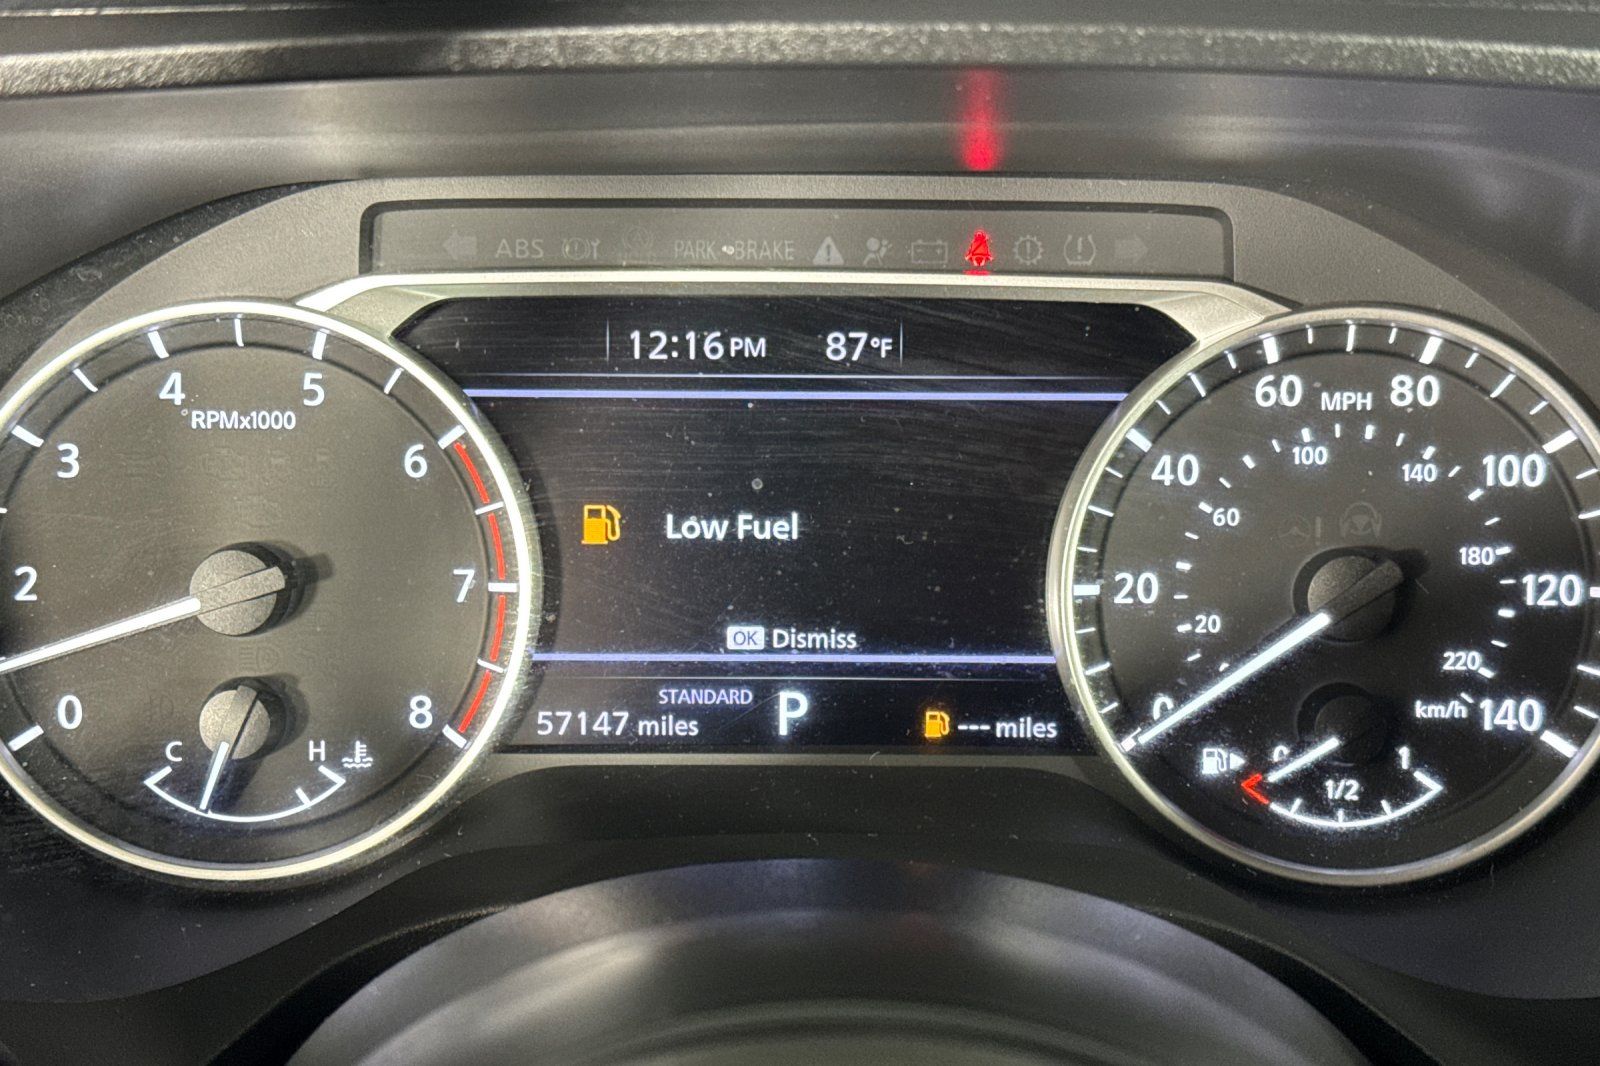 ABS
PARK BRAKE
12:16 PM 87°F
4 5
RPMx1000
3 6
2 7
0 8
C H
Low Fuel
OK Dismiss
STANDARD
57147 miles P --- miles
60 MPH 80
40 100 140 100
60
20 180 120
20
220
0 km/h 140
0 1/2 1